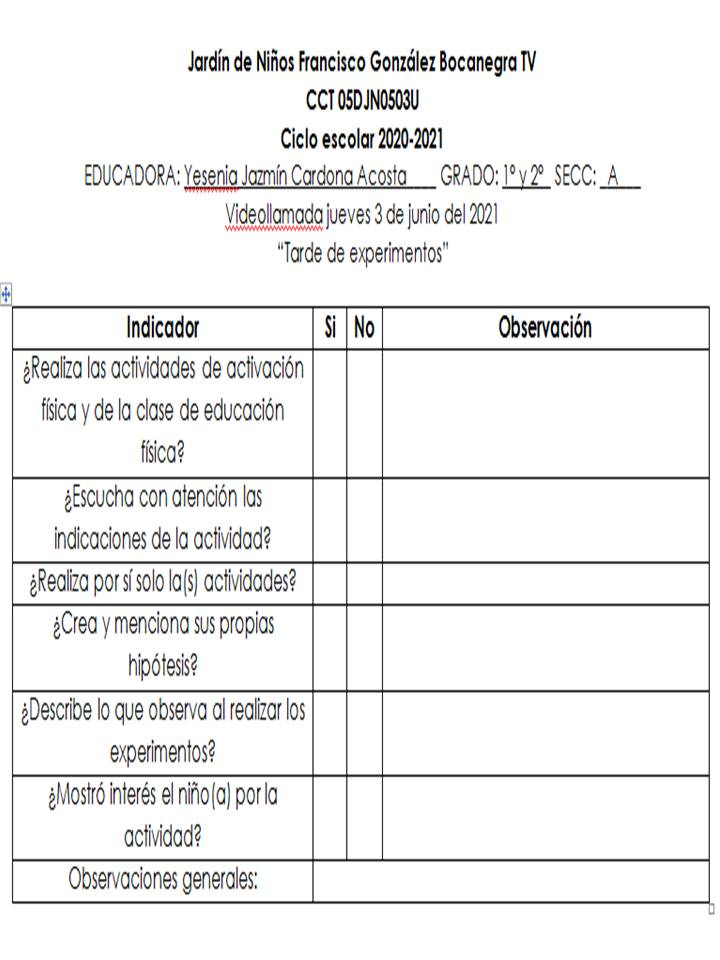 Jardín de Niños Francisco González Bocanegra TV
CCT 05DJN0503U
Ciclo escolar 2020-2021
EDUCADORA: Yesenia Jazmín Cardona Acosta____ GRADO: 1° y 2°_ SECC: _A___
Videollamada jueves 3 de junio del 2021
“Tarde de experimentos”
Indicador Si No Observación
¿Realiza las actividades de activación
física y de la clase de educación
física?
¿Escucha con atención las
indicaciones de la actividad?
¿Realiza por sí solo la(s) actividades?
¿Crea y menciona sus propias
hipótesis?
¿Describe lo que observa al realizar los
experimentos?
¿Mostró interés el niño(a) por la
actividad?
Observaciones generales: